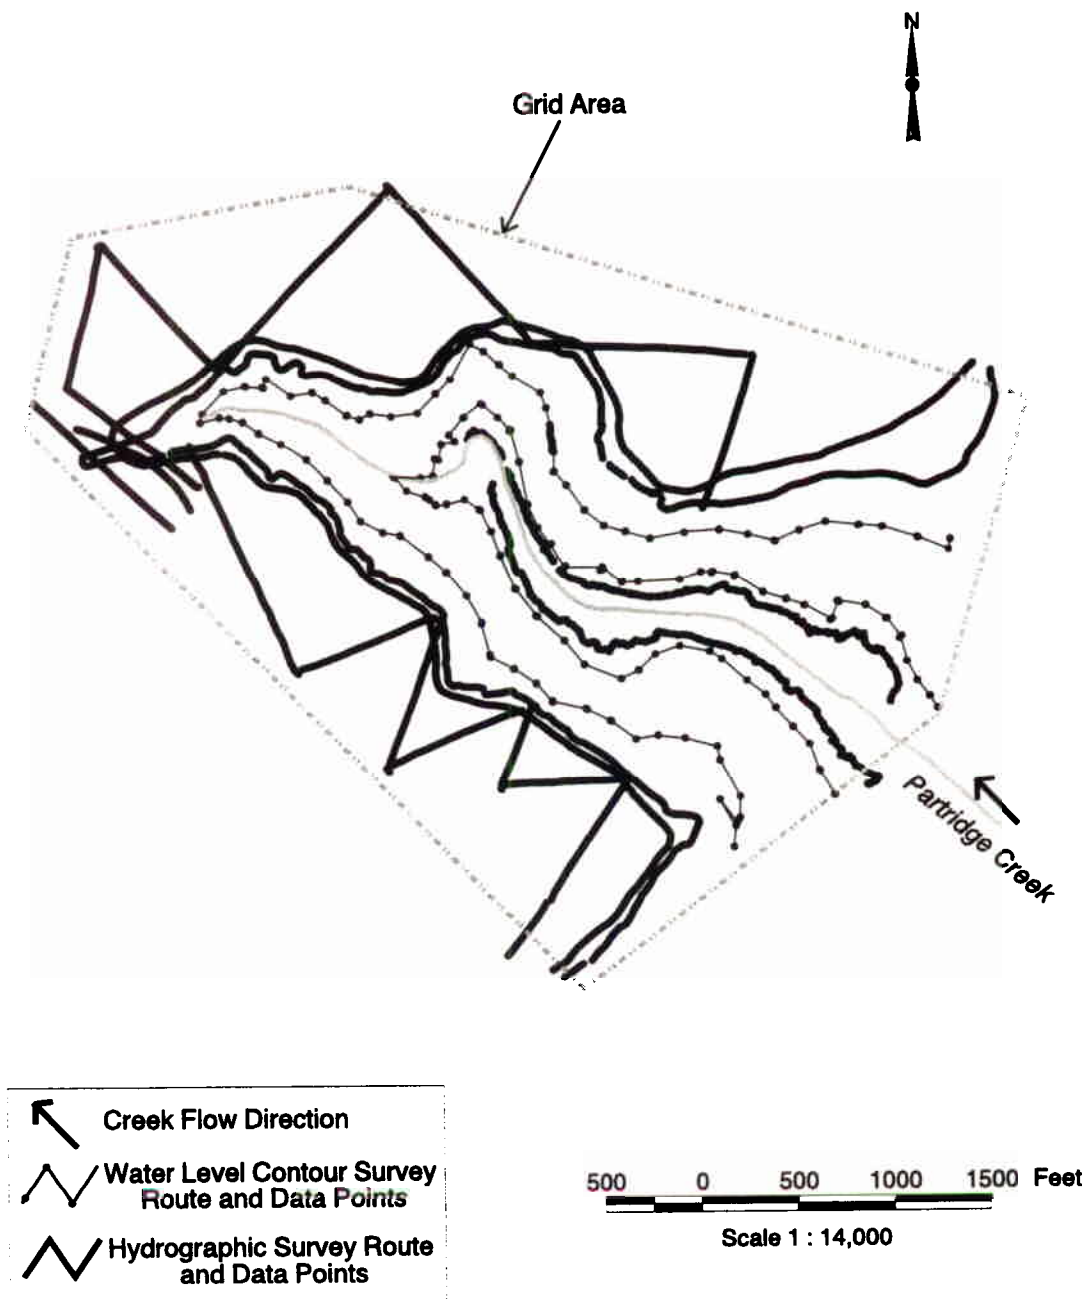 N
Grid Area
Partridge Creek
Creek Flow Direction
Water Level Contour Survey
Route and Data Points
Hydrographic Survey Route
and Data Points
500 0 500 1000 1500 Feet
Scale 1 : 14,000